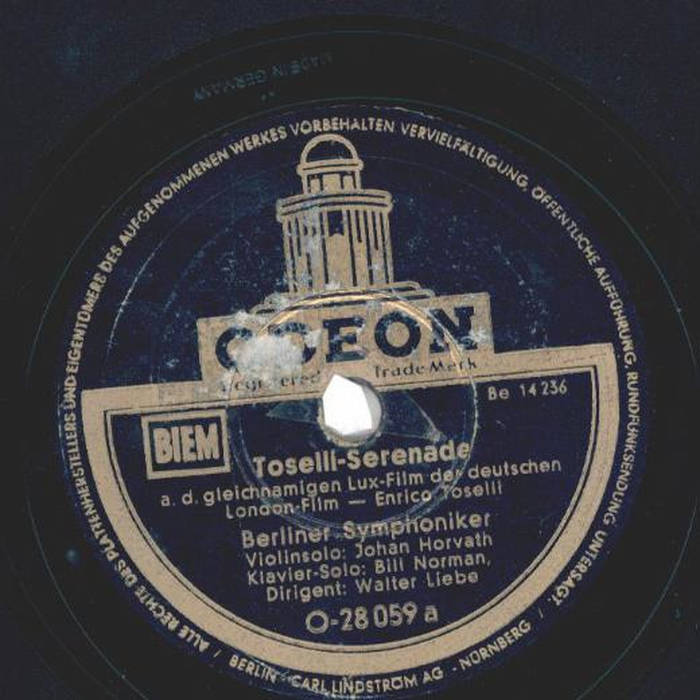 MADE IN GERMANY
ALLE RECHTE DES PLATTENHERSTELLERS UND EIGENTÜMERS DES AUFGENOMMENEN WERKES VORBEHALTEN VERVIELFÄLTIGUNG, ÖFFENTLICHE AUFFÜHRUNG, RUNDFUNKSENDUNG UNTERSAGT.
ODEON
Registered Trade Mark
Be 14 236
BIEM
Toselli-Serenade
a. d. gleichnamigen Lux-Film der deutschen
London-Film — Enrico Toselli
Berliner Symphoniker
Violinsolo: Johan Horvath
Klavier-Solo: Bill Norman,
Dirigent: Walter Liebe
O-28 059 a
/ BERLIN - CARL LINDSTRÖM AG - NÜRNBERG /